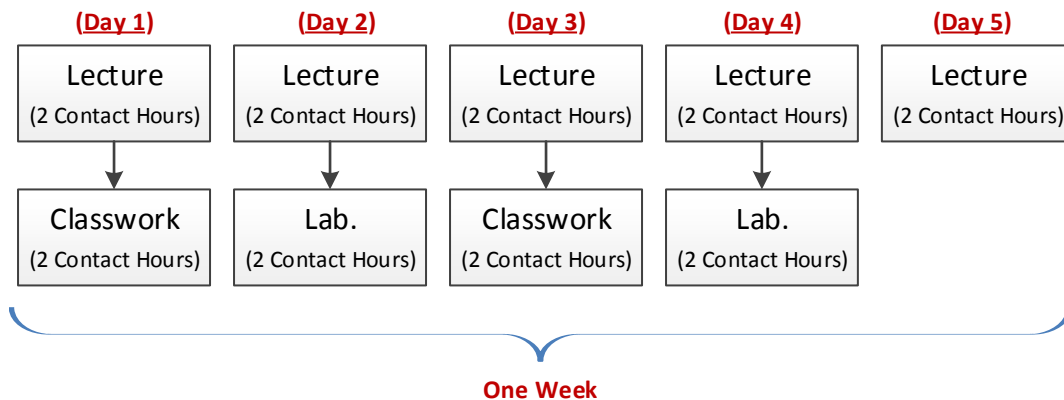 (Day 1)
(Day 2)
(Day 3)
(Day 4)
(Day 5)
Lecture
(2 Contact Hours)
Lecture
(2 Contact Hours)
Lecture
(2 Contact Hours)
Lecture
(2 Contact Hours)
Lecture
(2 Contact Hours)
Classwork
(2 Contact Hours)
Lab.
(2 Contact Hours)
Classwork
(2 Contact Hours)
Lab.
(2 Contact Hours)
One Week